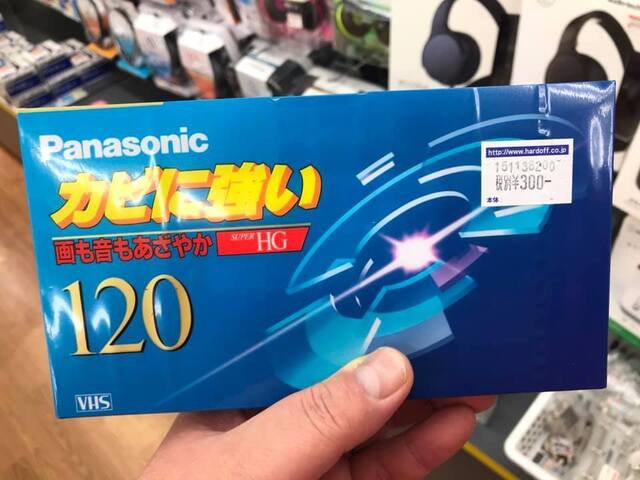 Panasonic
カビに強い
画も音もあざやか
SUPER HG
120
VHS
http://www.hardoff.co.jp
税別¥300-
本体